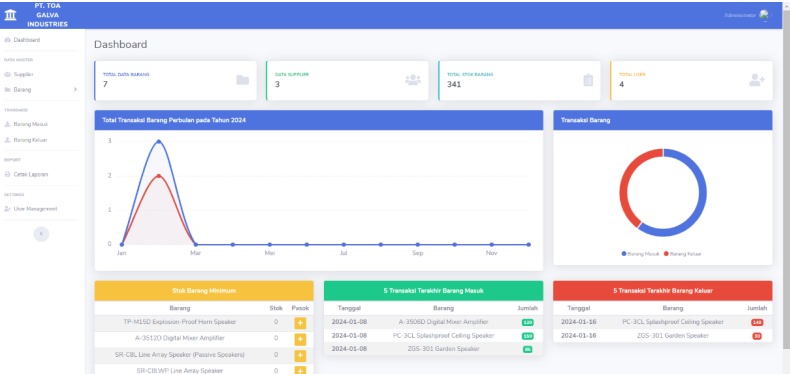 PT. TOA
GALVA
INDUSTRIES
Administrator
Dashboard
DATA MASTER
Supplier
Barang
TRANSAKSI
Barang Masuk
Barang Keluar
REPORT
Cetak Laporan
SETTINGS
User Management
Dashboard
TOTAL DATA BARANG
7
DATA SUPPLIER
3
TOTAL STOK BARANG
341
TOTAL USER
4
Total Transaksi Barang Perbulan pada Tahun 2024
3
2
1
0
Jan Mar Mei Jul Sep Nov
Transaksi Barang
Barang Masuk Barang Keluar
Stok Barang Minimum
Barang Stok Pasok
TP-M15D Explosion-Proof Horn Speaker 0 +
A-3512D Digital Mixer Amplifier 0 +
SR-C8L Line Array Speaker (Passive Speakers) 0 +
SR-C8LWP Line Array Speaker 0 +
5 Transaksi Terakhir Barang Masuk
Tanggal Barang Jumlah
2024-01-08 A-3506D Digital Mixer Amplifier
2024-01-08 PC-3CL Splashproof Ceiling Speaker
2024-01-08 ZGS-301 Garden Speaker
5 Transaksi Terakhir Barang Keluar
Tanggal Barang Jumlah
2024-01-16 PC-3CL Splashproof Ceiling Speaker
2024-01-16 ZGS-301 Garden Speaker